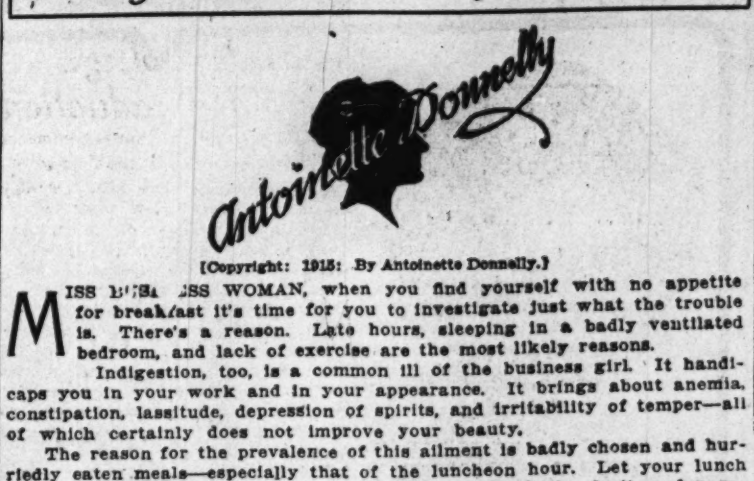 Antoinette Donnelly
[Copyright: 1915: By Antoinette Donnelly.]
MISS WOMAN, when you find yourself with no appetite
for breakfast it's time for you to investigate just what the trouble
is. There's a reason. Late hours, sleeping in a badly ventilated
bedroom, and lack of exercise are the most likely reasons.
Indigestion, too, is a common ill of the business girl. It handi-
caps you in your work and in your appearance. It brings about anemia,
constipation, lassitude, depression of spirits, and irritability of temper—all
of which certainly does not improve your beauty.
The reason for the prevalence of this ailment is badly chosen and hur-
riedly eaten meals—especially that of the luncheon hour. Let your lunch